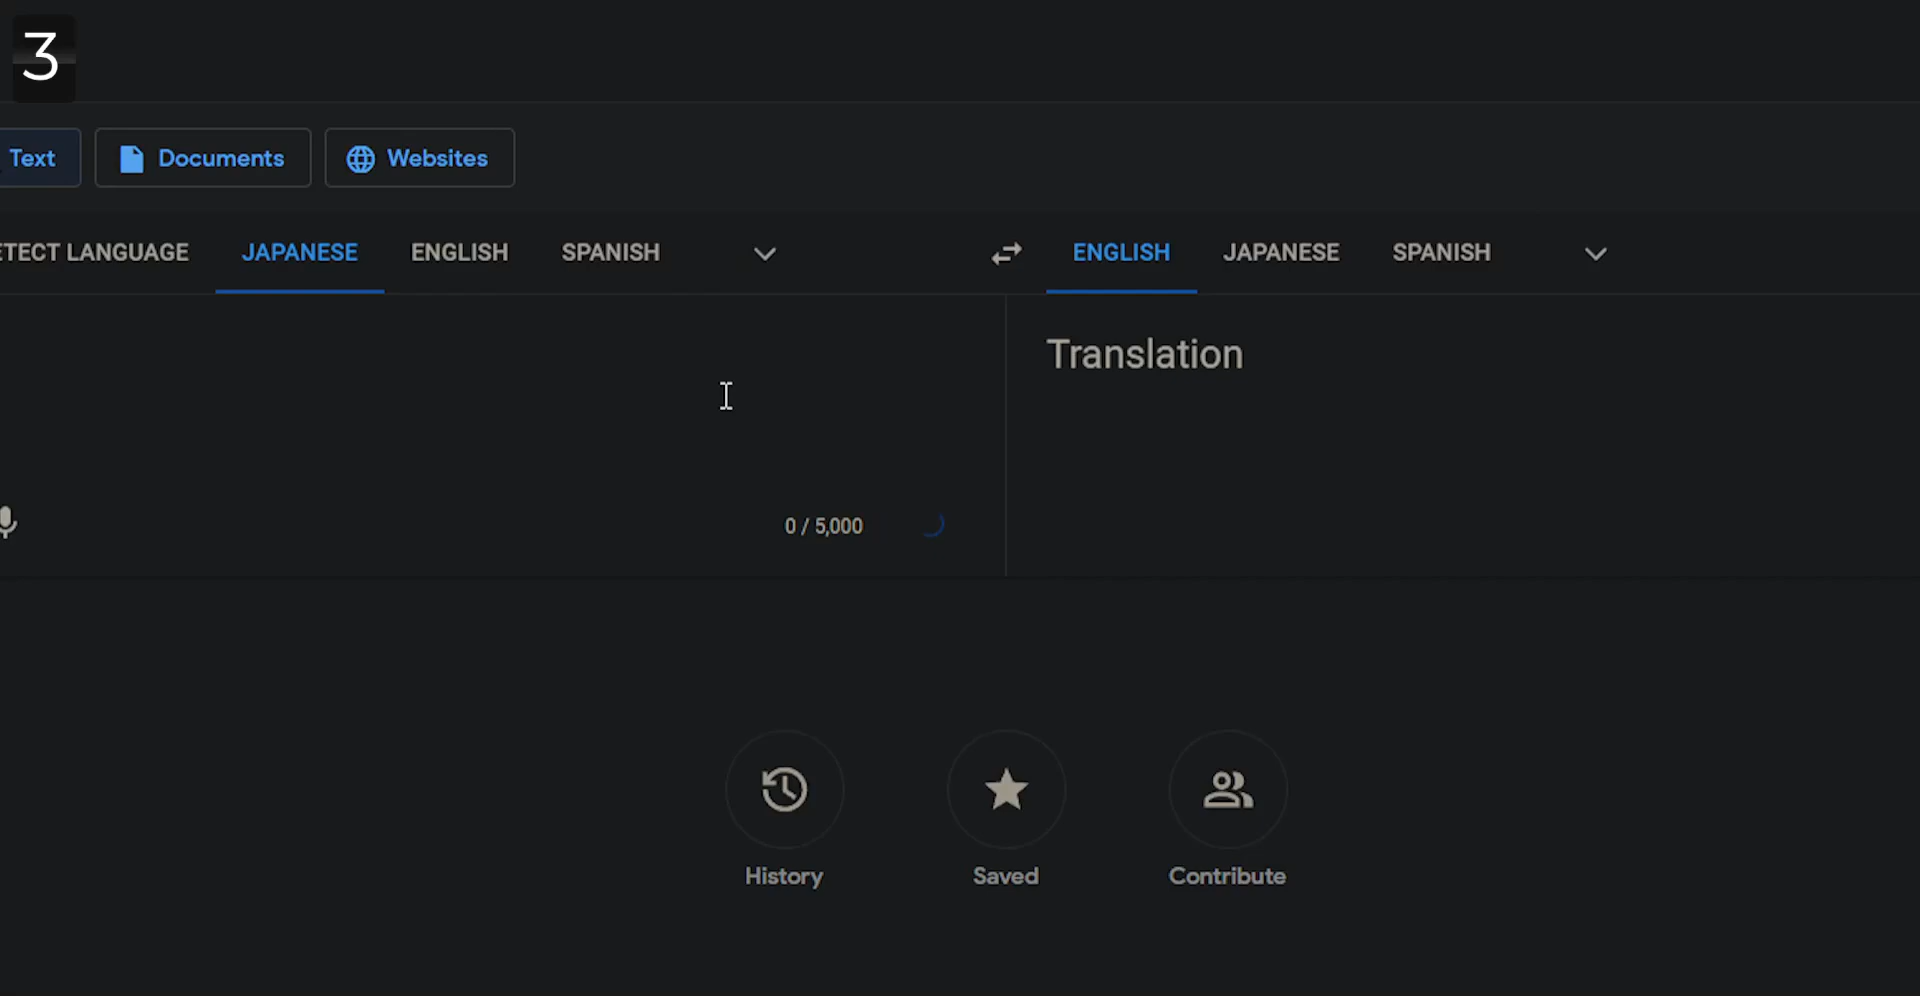 3
Text Documents Websites
ETECT LANGUAGE JAPANESE ENGLISH SPANISH ENGLISH JAPANESE SPANISH
Translation
0 / 5,000
History Saved Contribute